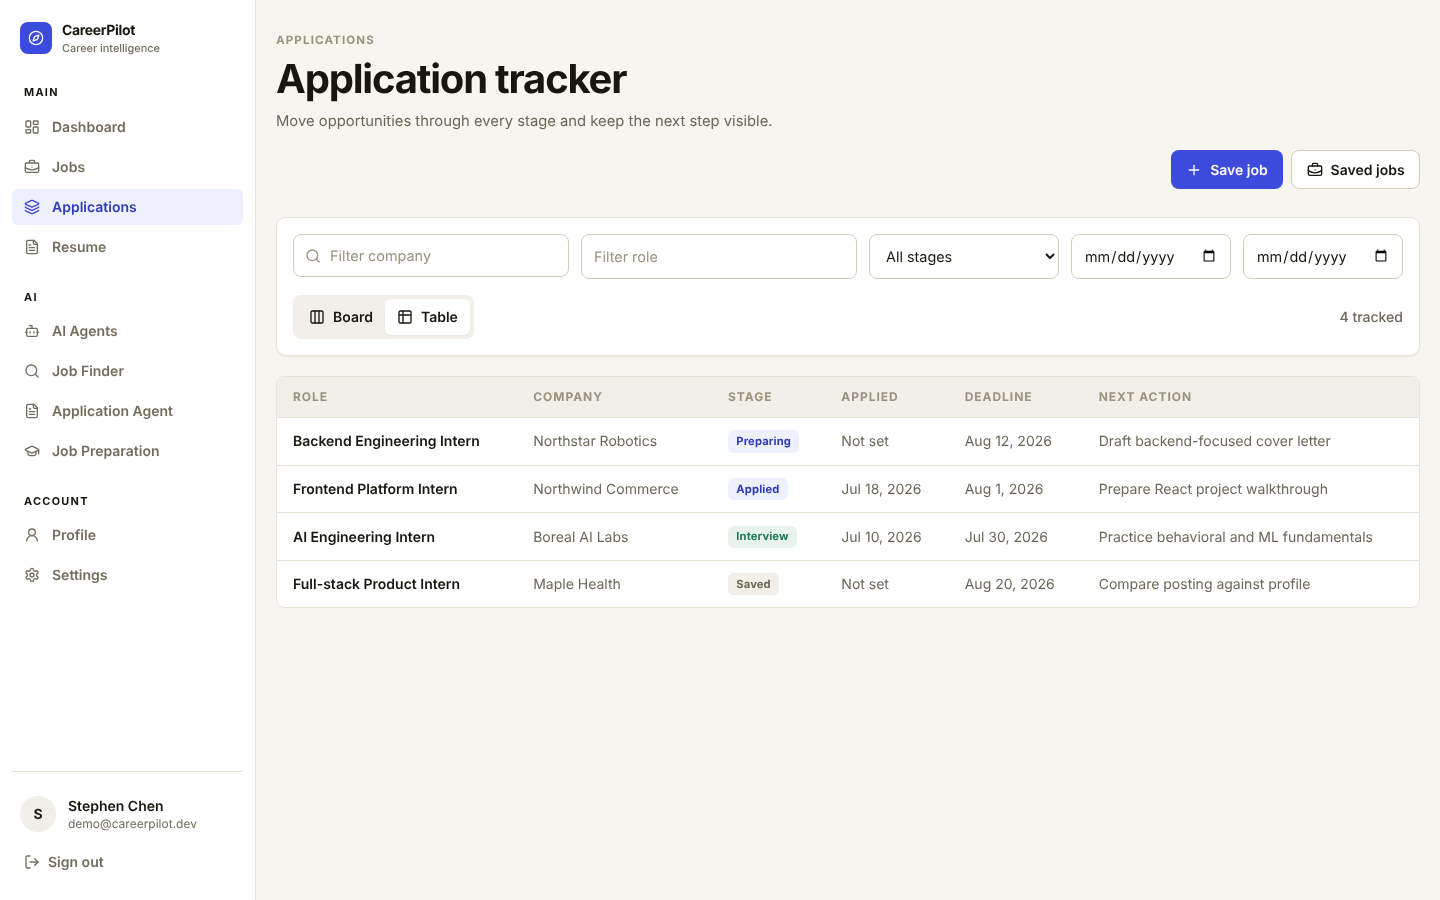 CareerPilot
Career intelligence
MAIN
Dashboard
Jobs
Applications
Resume
AI
AI Agents
Job Finder
Application Agent
Job Preparation
ACCOUNT
Profile
Settings
S
Stephen Chen
demo@careerpilot.dev
Sign out
APPLICATIONS
Application tracker
Move opportunities through every stage and keep the next step visible.
Save job
Saved jobs
Filter company
Filter role
All stages
mm/dd/yyyy
mm/dd/yyyy
Board
Table
4 tracked
ROLE COMPANY STAGE APPLIED DEADLINE NEXT ACTION
Backend Engineering Intern Northstar Robotics Preparing Not set Aug 12, 2026 Draft backend-focused cover letter
Frontend Platform Intern Northwind Commerce Applied Jul 18, 2026 Aug 1, 2026 Prepare React project walkthrough
AI Engineering Intern Boreal AI Labs Interview Jul 10, 2026 Jul 30, 2026 Practice behavioral and ML fundamentals
Full-stack Product Intern Maple Health Saved Not set Aug 20, 2026 Compare posting against profile